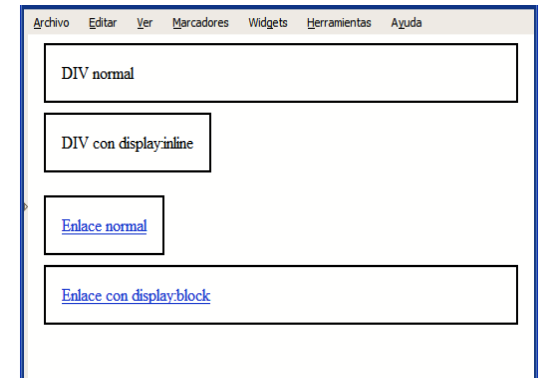 Archivo Editar Ver Marcadores Widgets Herramientas Ayuda
DIV normal
DIV con display:inline
Enlace normal
Enlace con display:block